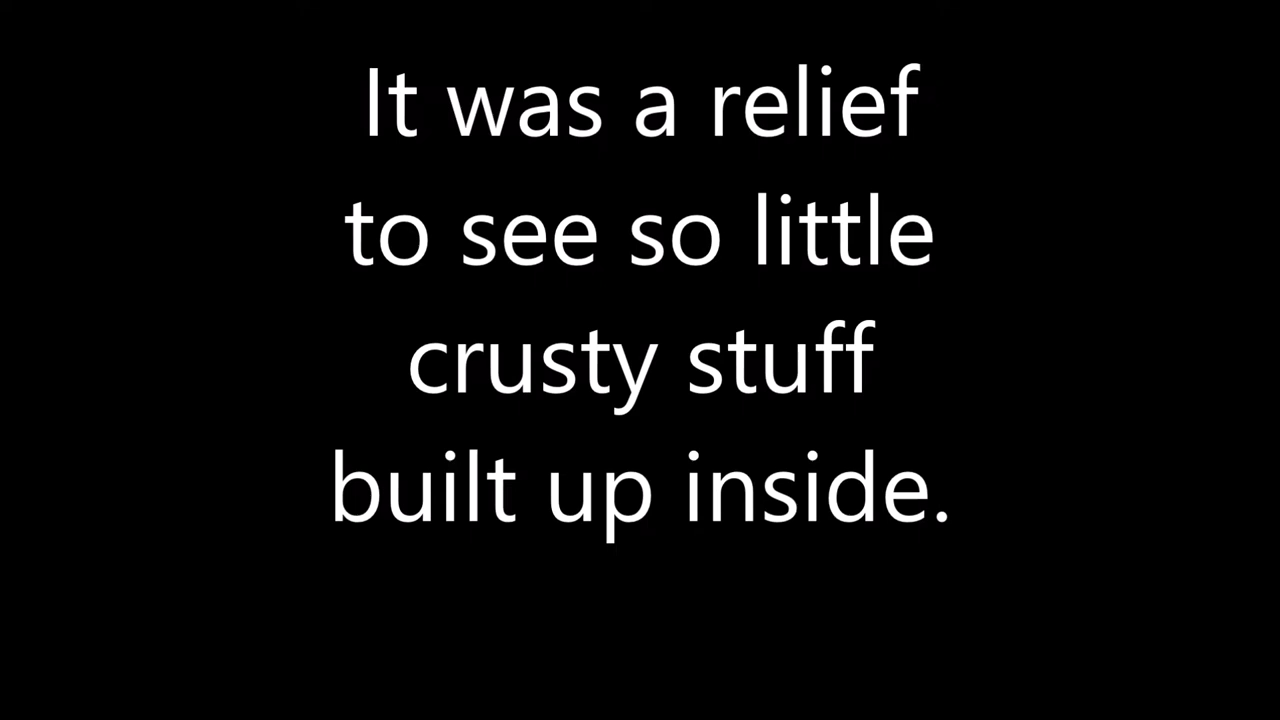 It was a relief
to see so little
crusty stuff
built up inside.